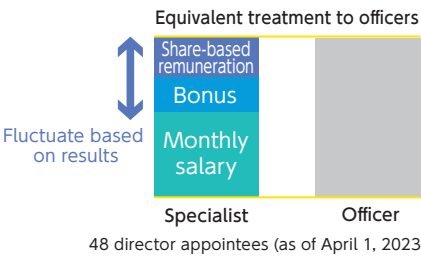 Equivalent treatment to officers
Share-based
remuneration
Bonus
Fluctuate based
on results
Monthly
salary
Specialist
Officer
48 director appointees (as of April 1, 2023